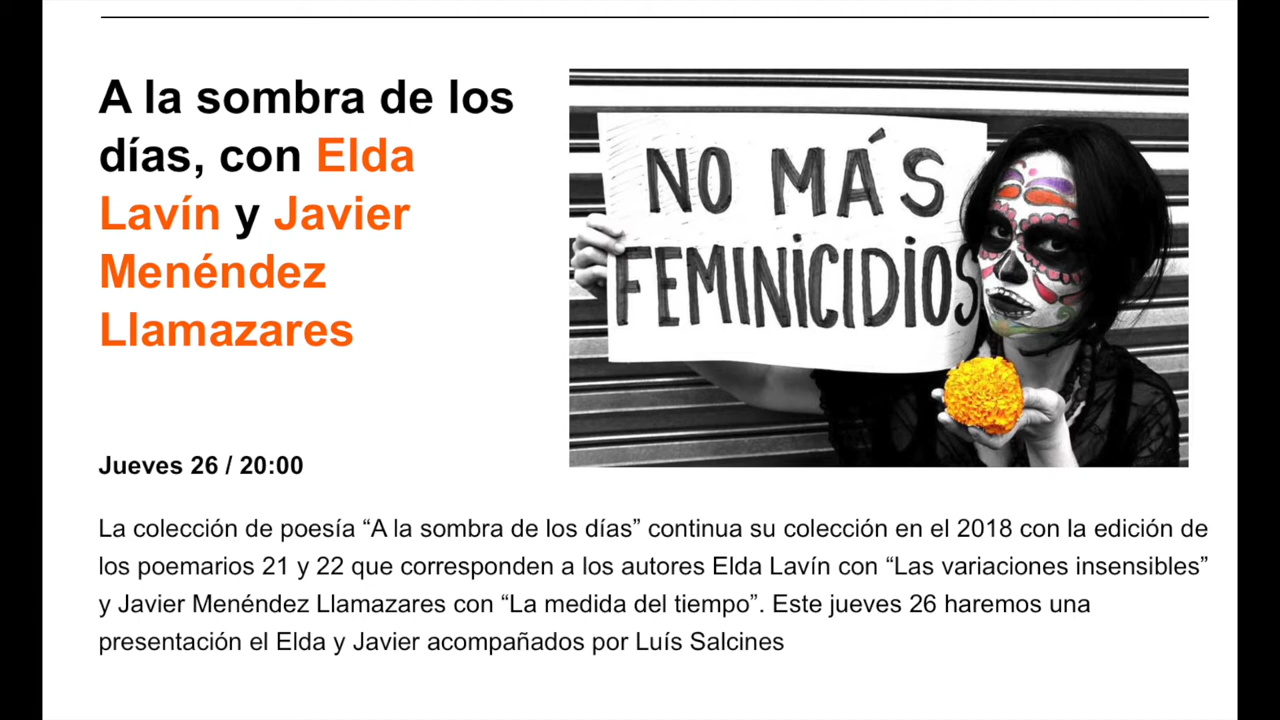 A la sombra de los
días, con Elda
Lavín y Javier
Menéndez
Llamazares
NO MÁS
FEMINICIDIOS
Jueves 26 / 20:00
La colección de poesía “A la sombra de los días” continua su colección en el 2018 con la edición de
los poemarios 21 y 22 que corresponden a los autores Elda Lavín con “Las variaciones insensibles”
y Javier Menéndez Llamazares con “La medida del tiempo”. Este jueves 26 haremos una
presentación el Elda y Javier acompañados por Luís Salcines